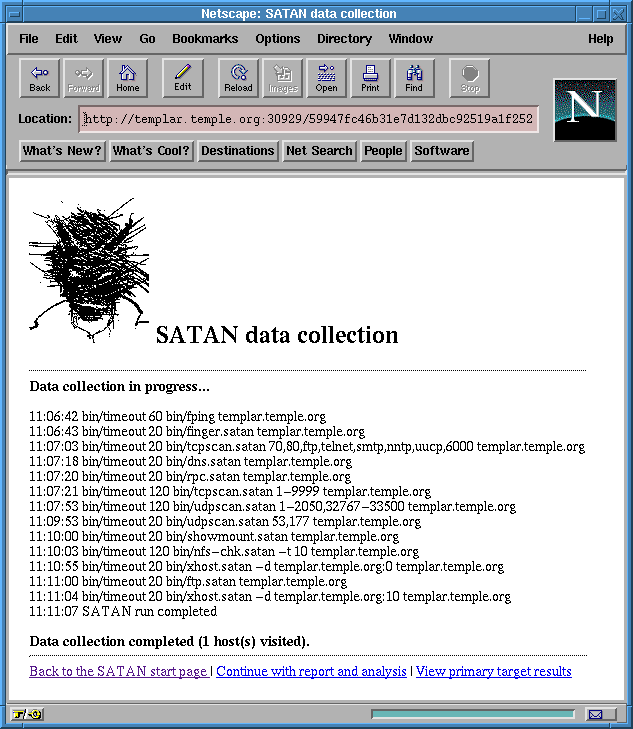 Netscape: SATAN data collection
File Edit View Go Bookmarks Options Directory Window Help
Back Forward Home Edit Reload Images Open Print Find Stop
Location: http://templar.temple.org:30929/59947fc46b31e7d132dbc92519a1f252
N
What's New? What's Cool? Destinations Net Search People Software
SATAN data collection
Data collection in progress...
11:06:42 bin/timeout 60 bin/fping templar.temple.org
11:06:43 bin/timeout 20 bin/finger.satan templar.temple.org
11:07:03 bin/timeout 20 bin/tcpscan.satan 70,80,ftp,telnet,smtp,nntp,uucp,6000 templar.temple.org
11:07:18 bin/timeout 20 bin/dns.satan templar.temple.org
11:07:20 bin/timeout 20 bin/rpc.satan templar.temple.org
11:07:21 bin/timeout 120 bin/tcpscan.satan 1-9999 templar.temple.org
11:07:53 bin/timeout 120 bin/udpscan.satan 1-2050,32767-33500 templar.temple.org
11:09:53 bin/timeout 20 bin/udpscan.satan 53,177 templar.temple.org
11:10:00 bin/timeout 20 bin/showmount.satan templar.temple.org
11:10:03 bin/timeout 120 bin/nfs-chk.satan -t 10 templar.temple.org
11:10:55 bin/timeout 20 bin/xhost.satan -d templar.temple.org:0 templar.temple.org
11:11:00 bin/timeout 20 bin/ftp.satan templar.temple.org
11:11:04 bin/timeout 20 bin/xhost.satan -d templar.temple.org:10 templar.temple.org
11:11:07 SATAN run completed
Data collection completed (1 host(s) visited).
Back to the SATAN start page | Continue with report and analysis | View primary target results